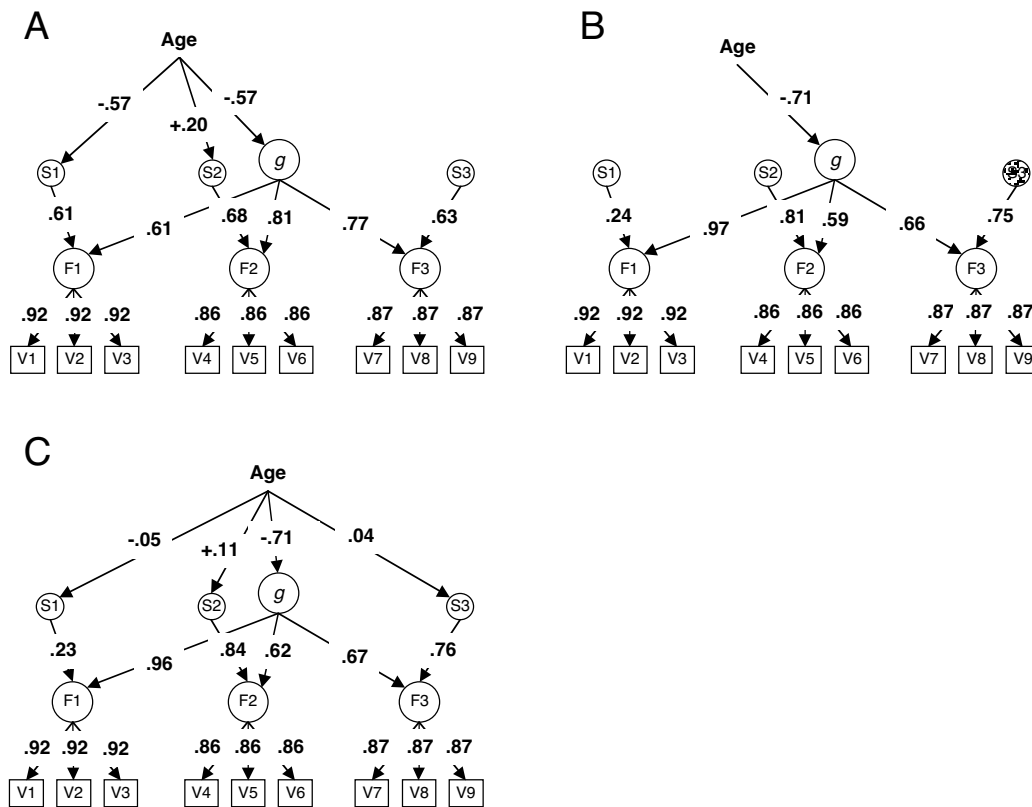 A
Age
-.57 -.57
+.20
S1 S2 g S3
.61 .68 .81 .63
.61 .77
F1 F2 F3
.92 .92 .92 .86 .86 .86 .87 .87 .87
V1 V2 V3 V4 V5 V6 V7 V8 V9
B
Age
-.71
S1 S2 g
.24 .81 .59 .75
.97 .66
F1 F2 F3
.92 .92 .92 .86 .86 .86 .87 .87 .87
V1 V2 V3 V4 V5 V6 V7 V8 V9
C
Age
-.05 +.11 -.71 .04
S1 S2 g S3
.23 .84 .62 .76
.96 .67
F1 F2 F3
.92 .92 .92 .86 .86 .86 .87 .87 .87
V1 V2 V3 V4 V5 V6 V7 V8 V9